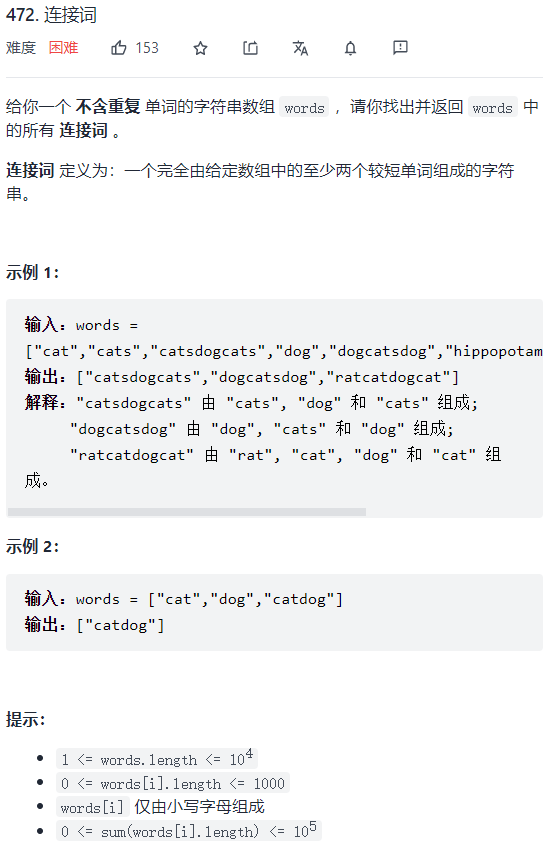 472. 连接词
难度 困难 153
给你一个 不含重复 单词的字符串数组 words ，请你找出并返回 words 中
的所有 连接词 。
连接词 定义为：一个完全由给定数组中的至少两个较短单词组成的字符
串。
示例 1：
输入：words =
["cat","cats","catsdogcats","dog","dogcatsdog","hippopotam
输出：["catsdogcats","dogcatsdog","ratcatdogcat"]
解释："catsdogcats" 由 "cats", "dog" 和 "cats" 组成;
"dogcatsdog" 由 "dog", "cats" 和 "dog" 组成;
"ratcatdogcat" 由 "rat", "cat", "dog" 和 "cat" 组
成。
示例 2：
输入：words = ["cat","dog","catdog"]
输出：["catdog"]
提示：
1 <= words.length <= 10^4
0 <= words[i].length <= 1000
words[i] 仅由小写字母组成
0 <= sum(words[i].length) <= 10^5